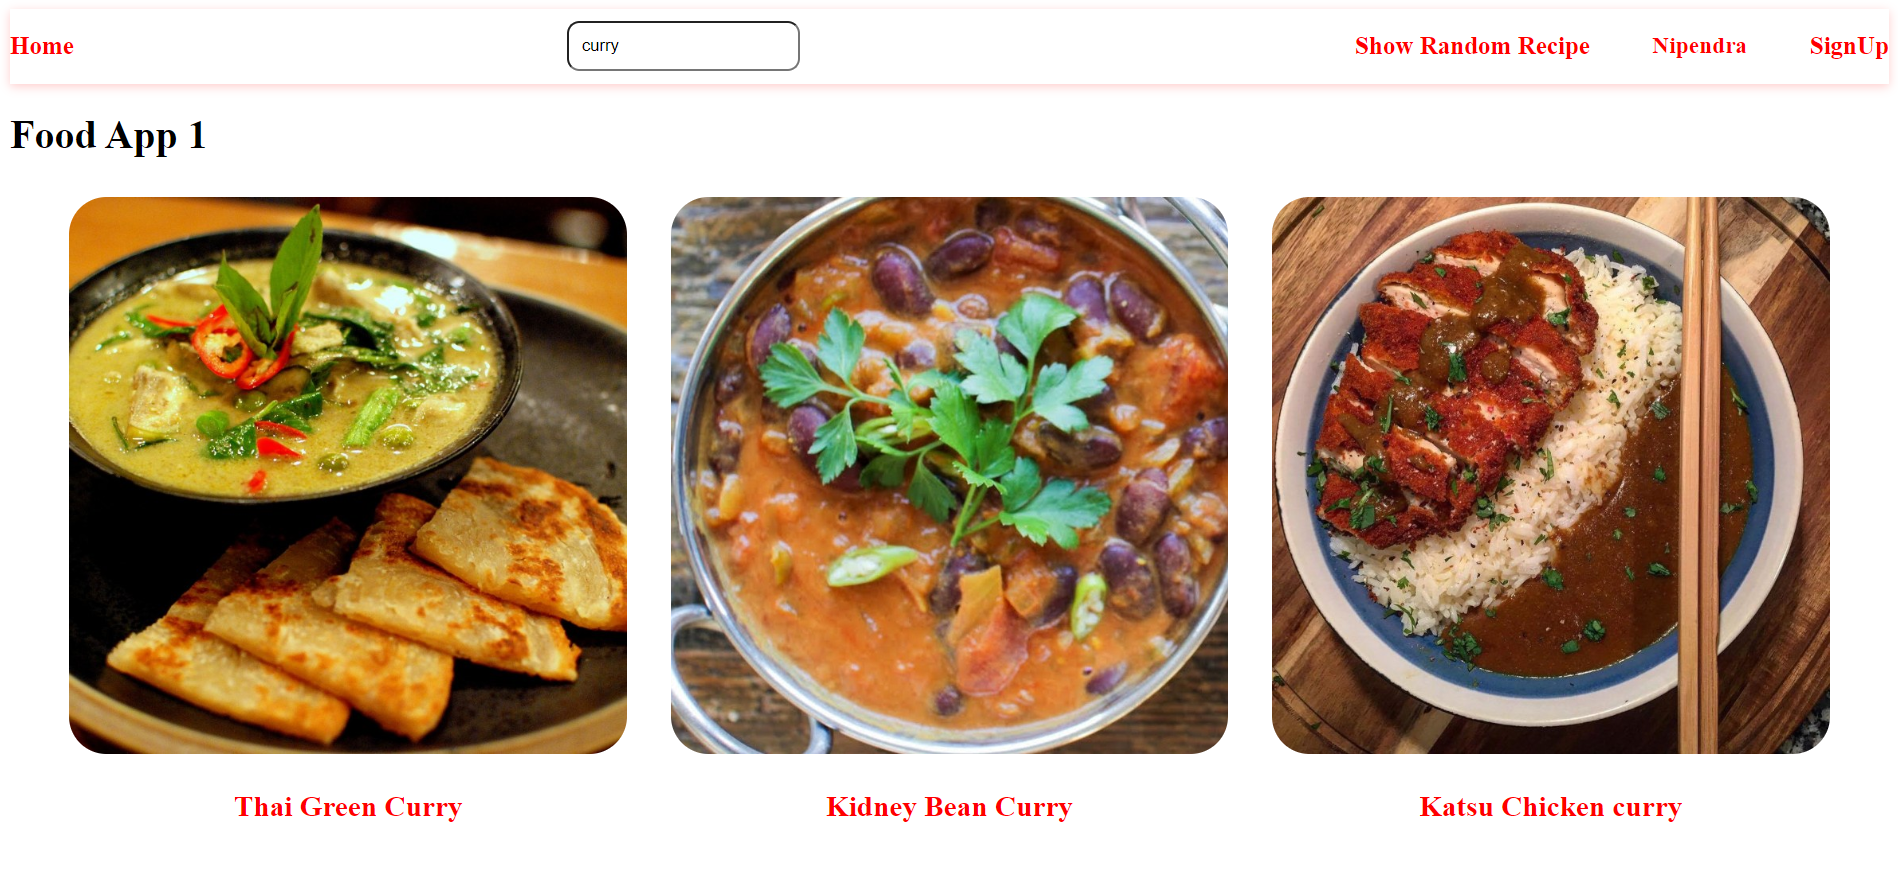 Home
curry
Show Random Recipe
Nipendra
SignUp
Food App 1
Thai Green Curry
Kidney Bean Curry
Katsu Chicken curry